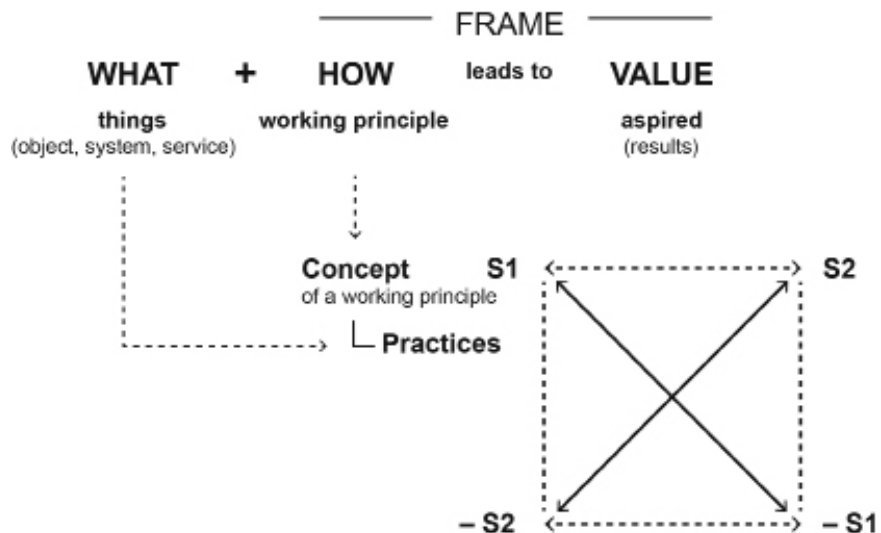 FRAME
WHAT + HOW leads to VALUE
things working principle aspired
(object, system, service) (results)
Concept S1 S2
of a working principle
Practices
– S2 – S1